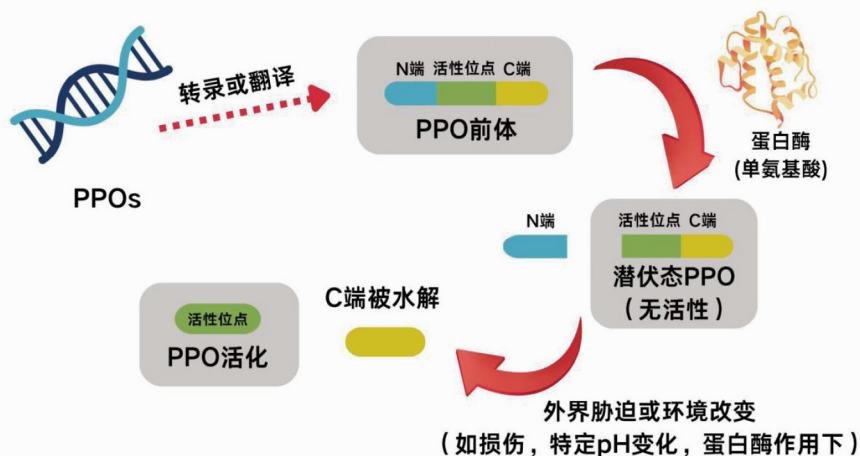 转录或翻译
PPOs
N端 活性位点 C端
PPO前体
蛋白酶
(单氨基酸)
N端
活性位点 C端
潜伏态PPO
（无活性）
C端被水解
活性位点
PPO活化
外界胁迫或环境改变
（如损伤，特定pH变化，蛋白酶作用下）